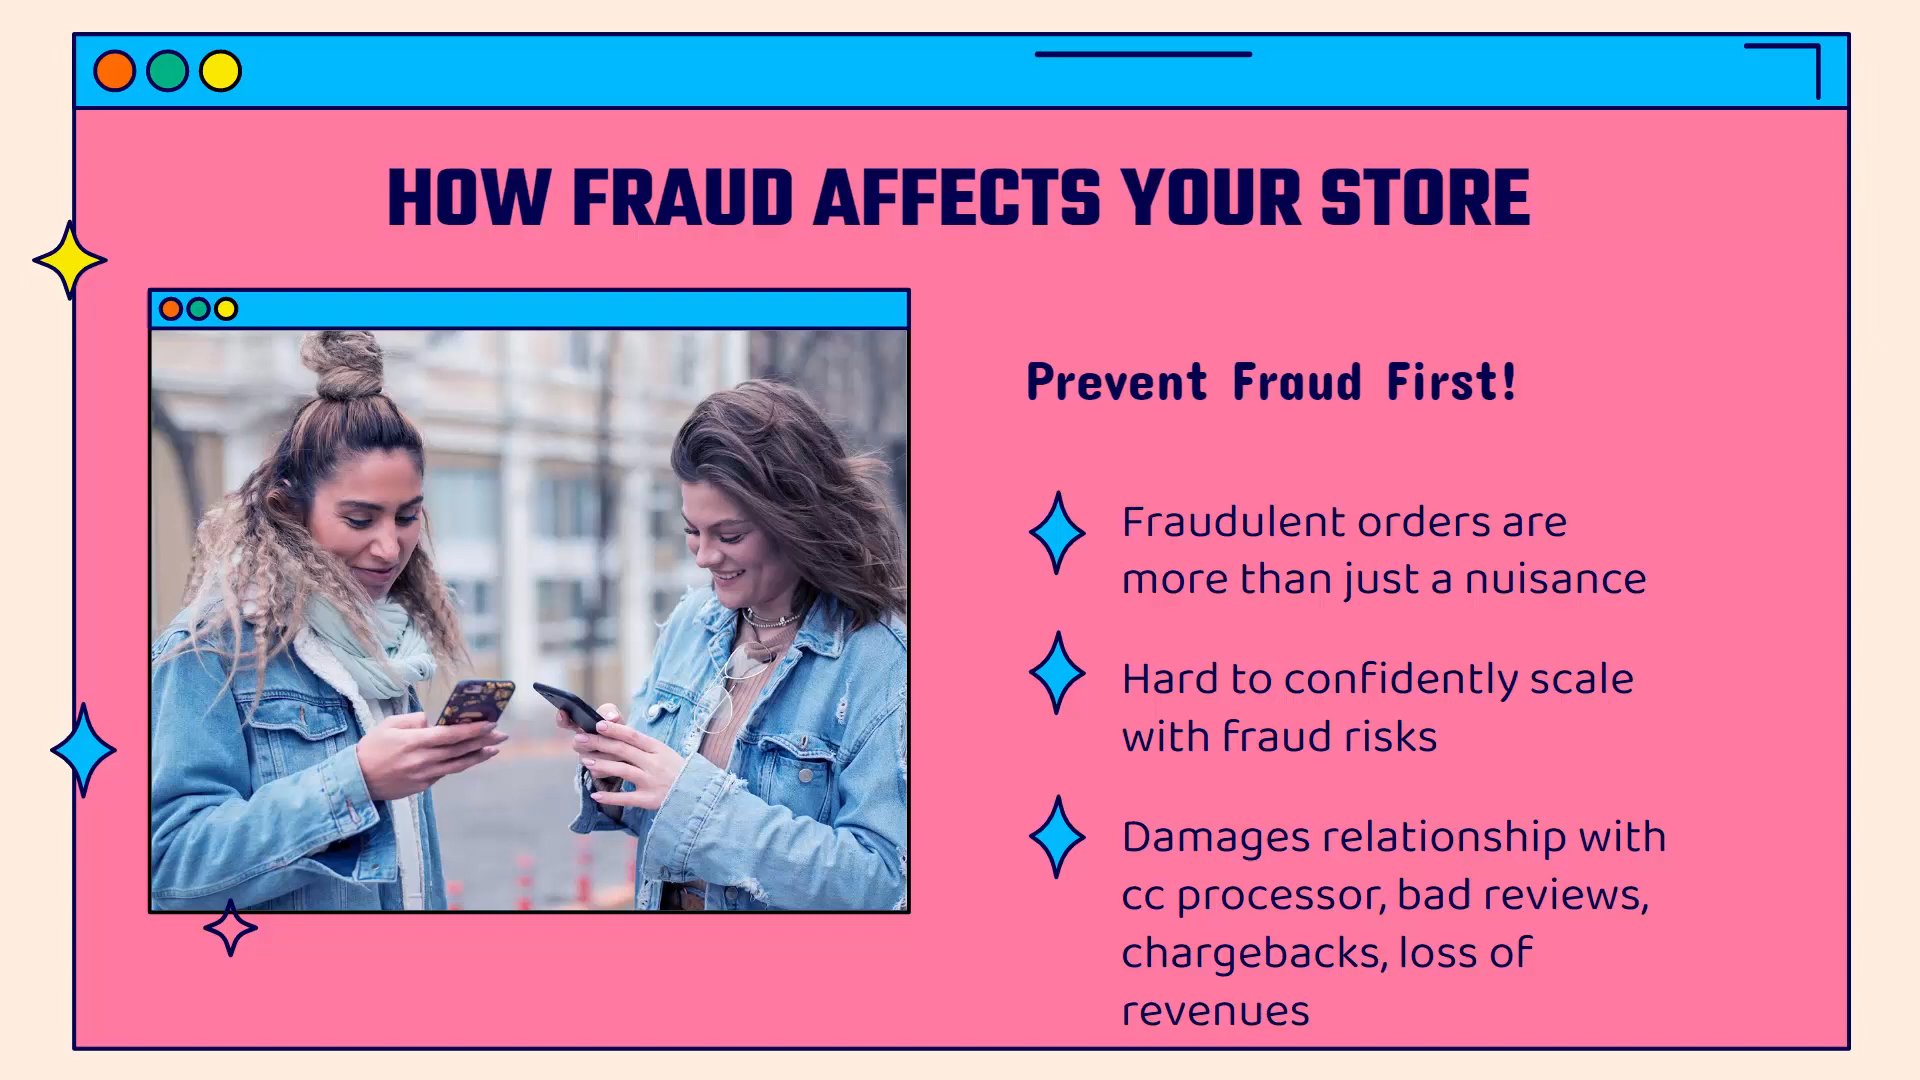 HOW FRAUD AFFECTS YOUR STORE
Prevent Fraud First!
Fraudulent orders are
more than just a nuisance
Hard to confidently scale
with fraud risks
Damages relationship with
cc processor, bad reviews,
chargebacks, loss of
revenues